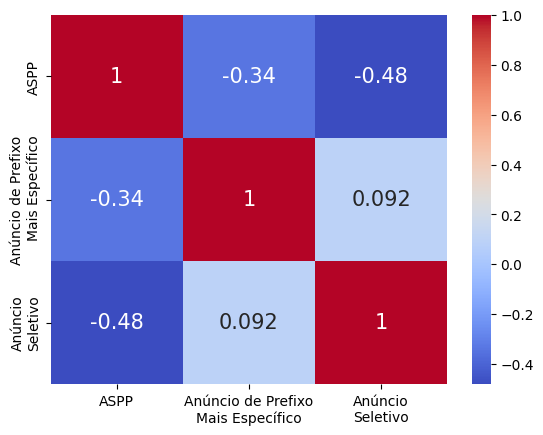 ASPP
1
-0.34
-0.48
Anúncio de Prefixo
Mais Específico
-0.34
1
0.092
Anúncio
Seletivo
-0.48
0.092
1
ASPP
Anúncio de Prefixo
Mais Específico
Anúncio
Seletivo
1.0
0.8
0.6
0.4
0.2
0.0
−0.2
−0.4